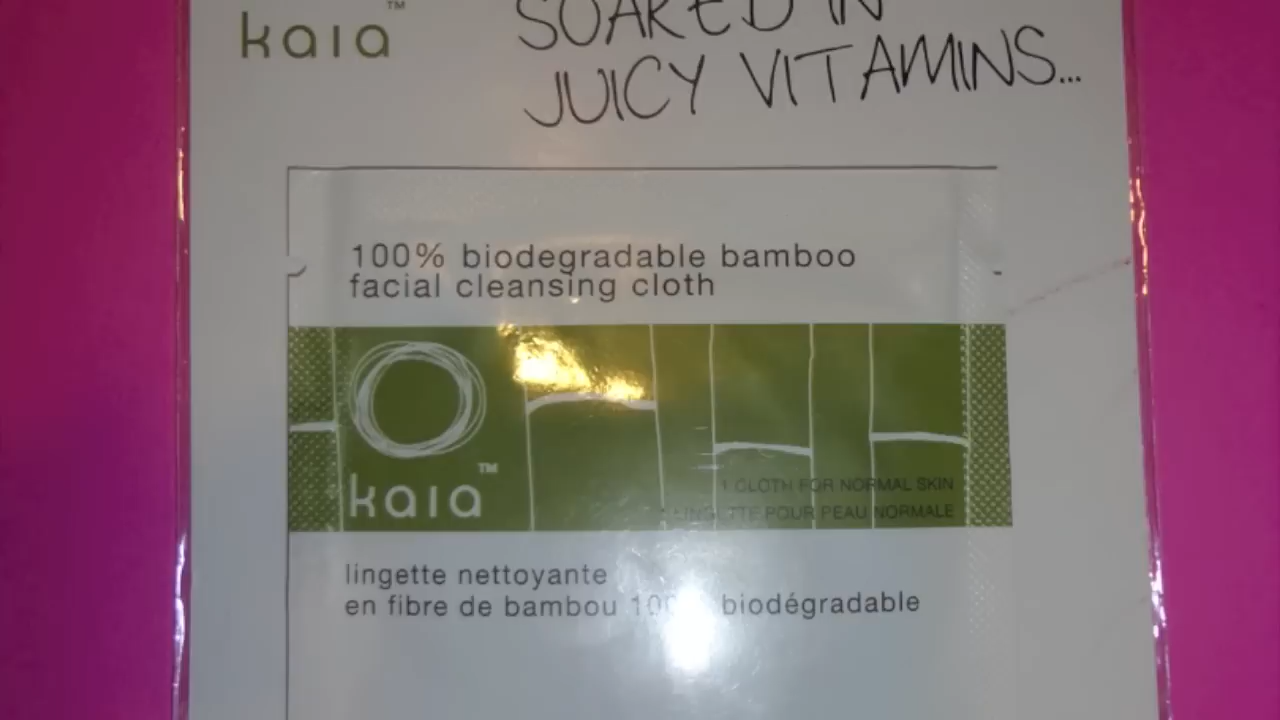 kaia™
SOAKED IN
JUICY VITAMINS...
100% biodegradable bamboo
facial cleansing cloth
kaia™
1 CLOTH FOR NORMAL SKIN
POUR PEAU NORMALE
lingette nettoyante
en fibre de bambou biodégradable